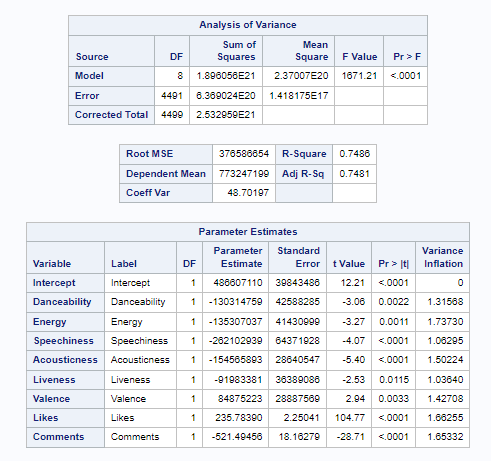 Analysis of Variance
Source DF Sum of Squares Mean Square F Value Pr > F
Model 8 1.896056E21 2.37007E20 1671.21 <.0001
Error 4491 6.369024E20 1.418175E17
Corrected Total 4499 2.532959E21
Root MSE 376586654 R-Square 0.7486
Dependent Mean 773247199 Adj R-Sq 0.7481
Coeff Var 48.70197
Parameter Estimates
Variable Label DF Parameter Estimate Standard Error t Value Pr > |t| Variance Inflation
Intercept Intercept 1 486607110 39843486 12.21 <.0001 0
Danceability Danceability 1 -130314759 42588285 -3.06 0.0022 1.31568
Energy Energy 1 -135307037 41430999 -3.27 0.0011 1.73730
Speechiness Speechiness 1 -262102939 64371928 -4.07 <.0001 1.06295
Acousticness Acousticness 1 -154565893 28640547 -5.40 <.0001 1.50224
Liveness Liveness 1 -91983381 36389086 -2.53 0.0115 1.03640
Valence Valence 1 84875223 28887569 2.94 0.0033 1.42708
Likes Likes 1 235.78390 2.25041 104.77 <.0001 1.66255
Comments Comments 1 -521.49456 18.16279 -28.71 <.0001 1.65332